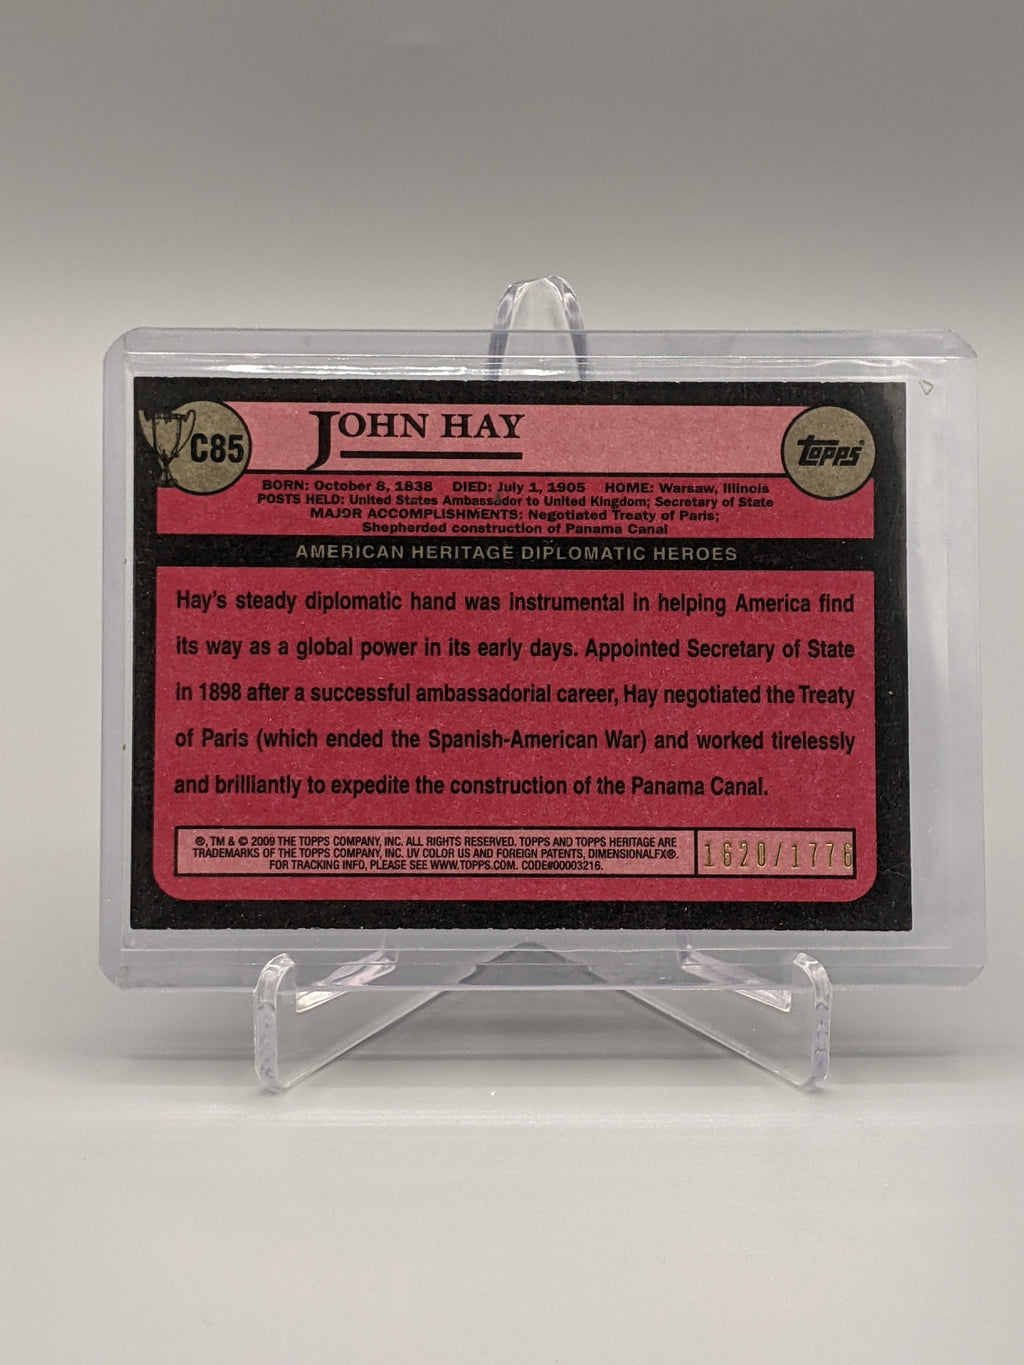 C85
JOHN HAY
Topps
BORN: October 8, 1838 DIED: July 1, 1905 HOME: Warsaw, Illinois
POSTS HELD: United States Ambassador to United Kingdom; Secretary of State
MAJOR ACCOMPLISHMENTS: Negotiated Treaty of Paris;
Shepherded construction of Panama Canal
AMERICAN HERITAGE DIPLOMATIC HEROES
Hay's steady diplomatic hand was instrumental in helping America find
its way as a global power in its early days. Appointed Secretary of State
in 1898 after a successful ambassadorial career, Hay negotiated the Treaty
of Paris (which ended the Spanish-American War) and worked tirelessly
and brilliantly to expedite the construction of the Panama Canal.
®, TM & © 2009 THE TOPPS COMPANY, INC. ALL RIGHTS RESERVED. TOPPS AND TOPPS HERITAGE ARE
TRADEMARKS OF THE TOPPS COMPANY, INC. UV COLOR US AND FOREIGN PATENTS, DIMENSIONALFX®.
FOR TRACKING INFO, PLEASE SEE WWW.TOPPS.COM. CODE#00003216.
1620/1776